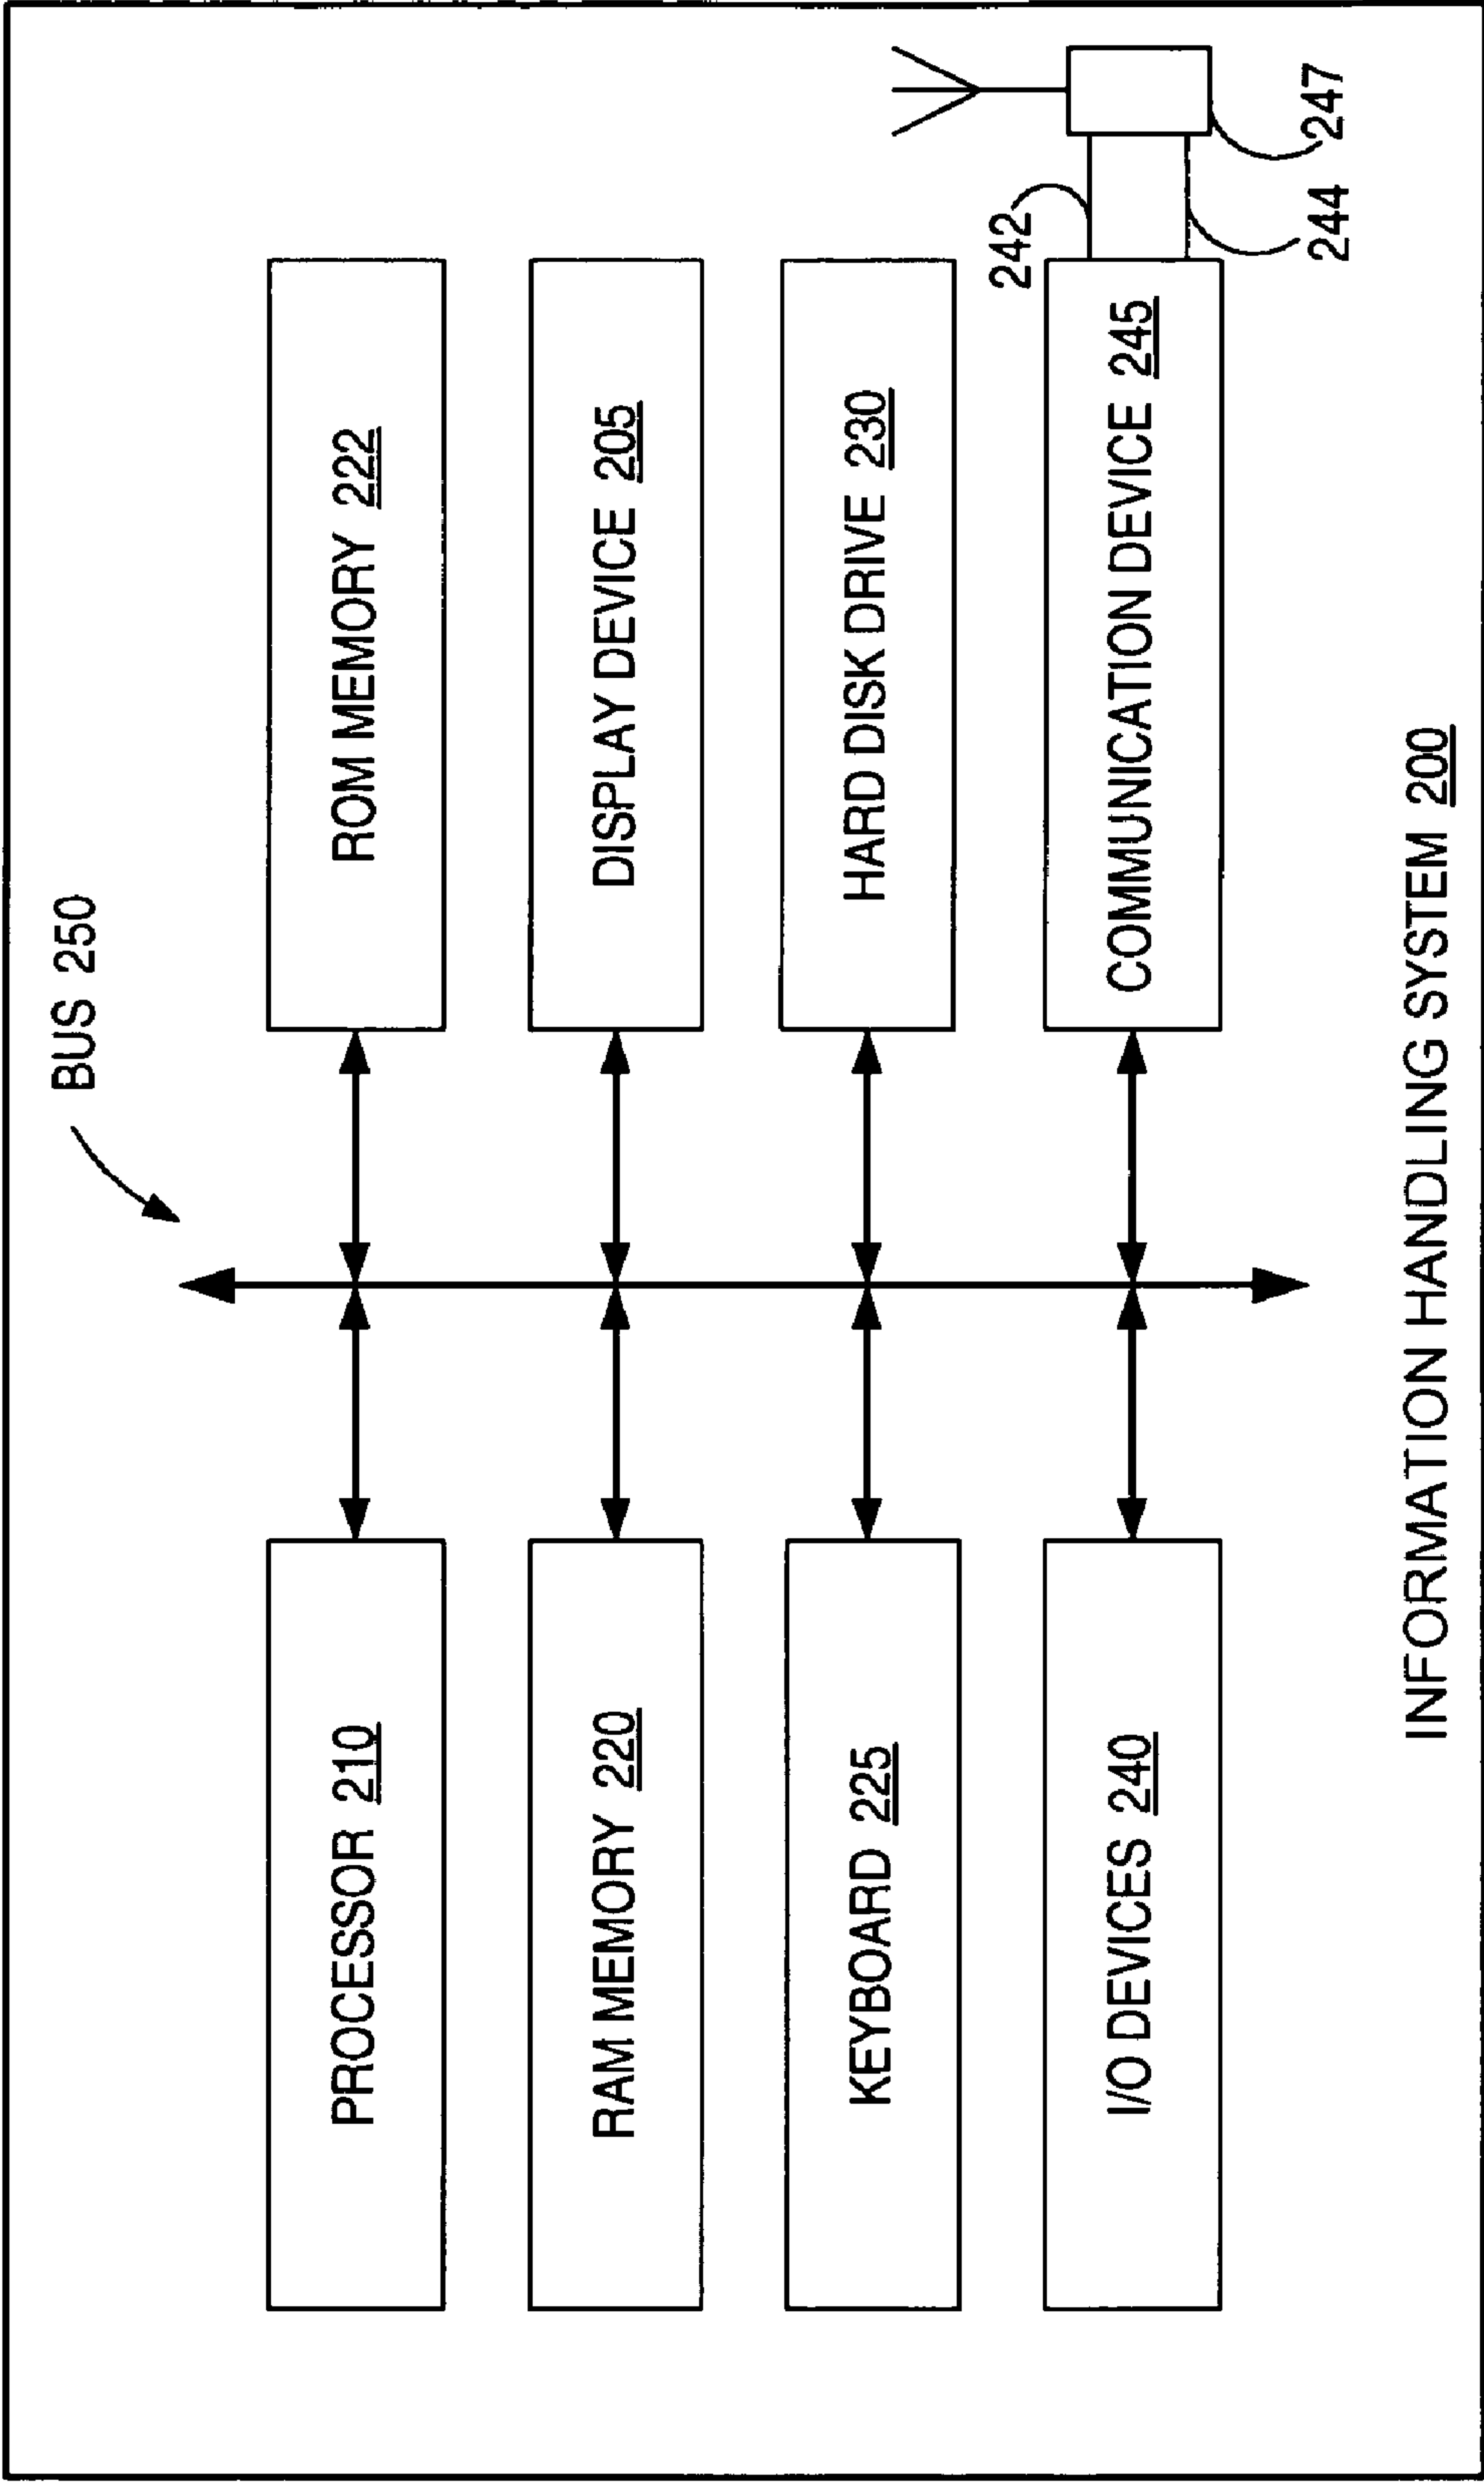 BUS 250
PROCESSOR 210
ROM MEMORY 222
RAM MEMORY 220
DISPLAY DEVICE 205
KEYBOARD 225
HARD DISK DRIVE 230
242
I/O DEVICES 240
COMMUNICATION DEVICE 245
244
247
INFORMATION HANDLING SYSTEM 200